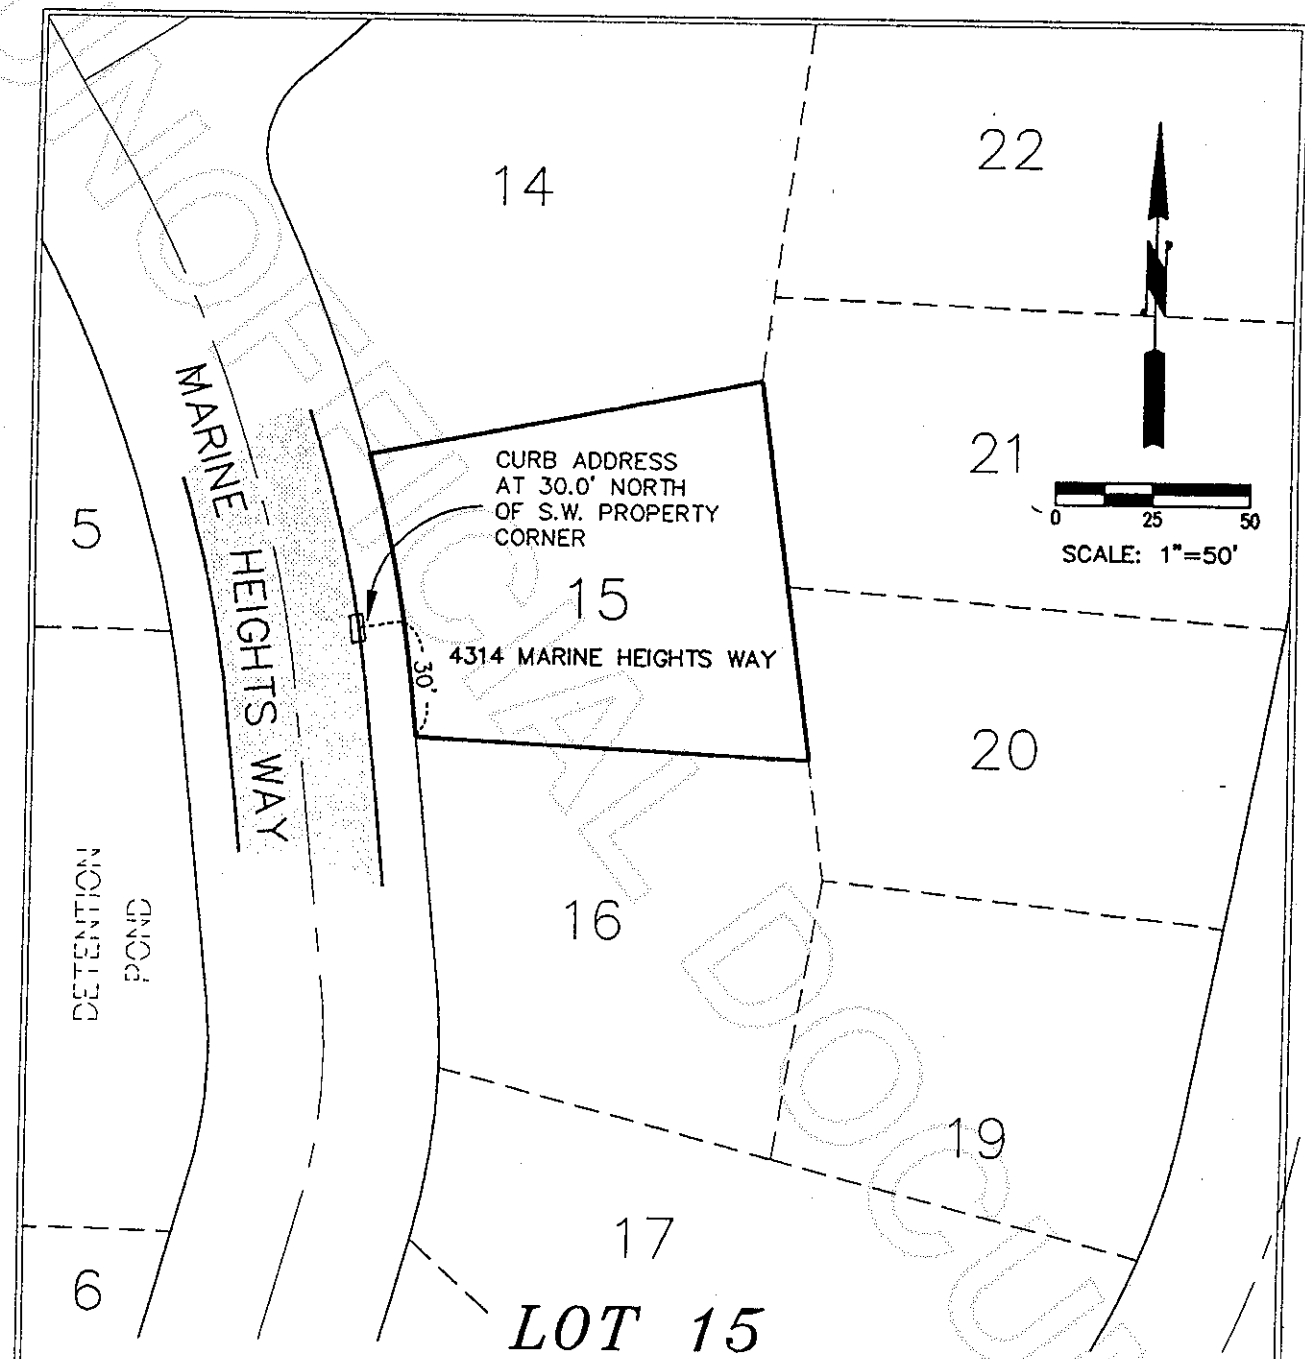 14
22
N
MARINE HEIGHTS WAY
CURB ADDRESS
AT 30.0' NORTH
OF S.W. PROPERTY
CORNER
21
0 25 50
SCALE: 1"=50'
5
15
4314 MARINE HEIGHTS WAY
30'
20
DETENTION
POND
16
19
17
6
LOT 15
UNOFFICIAL DOCU